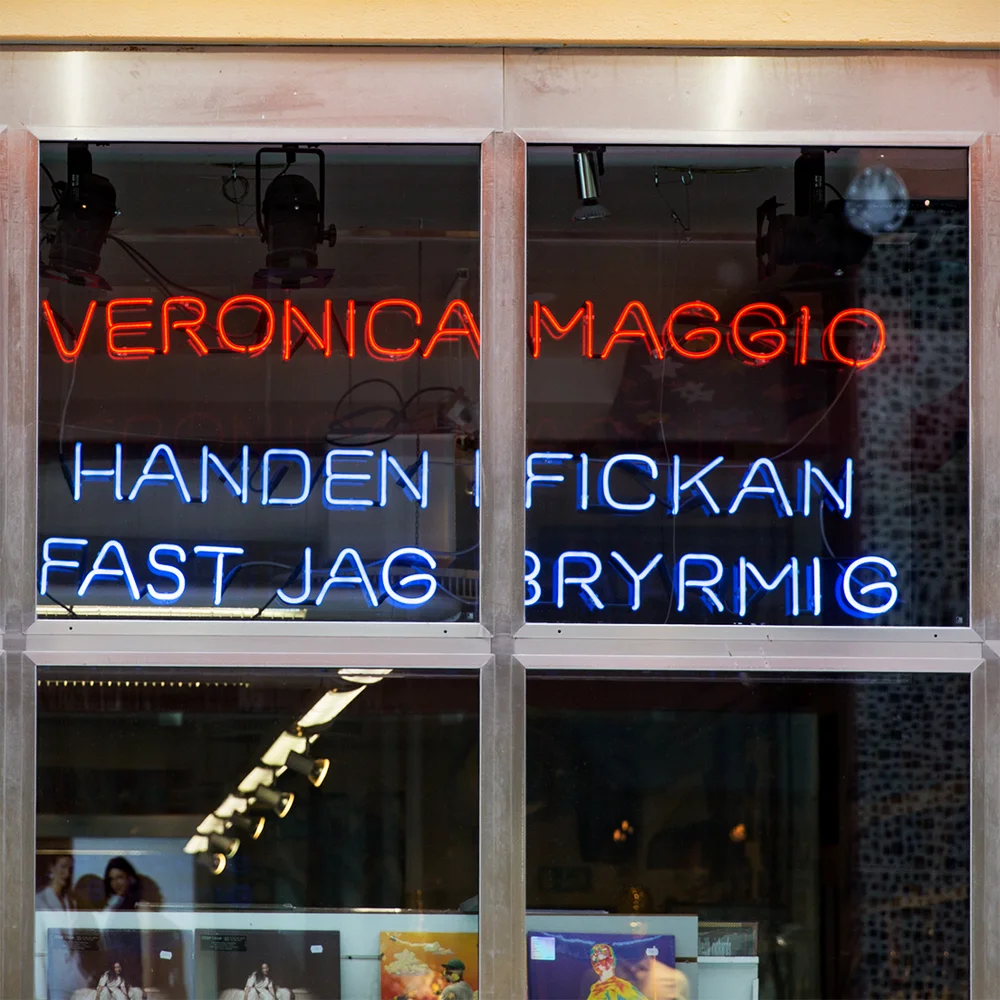 VERONICA MAGGIO
HANDEN I FICKAN
FAST JAG BRYR MIG